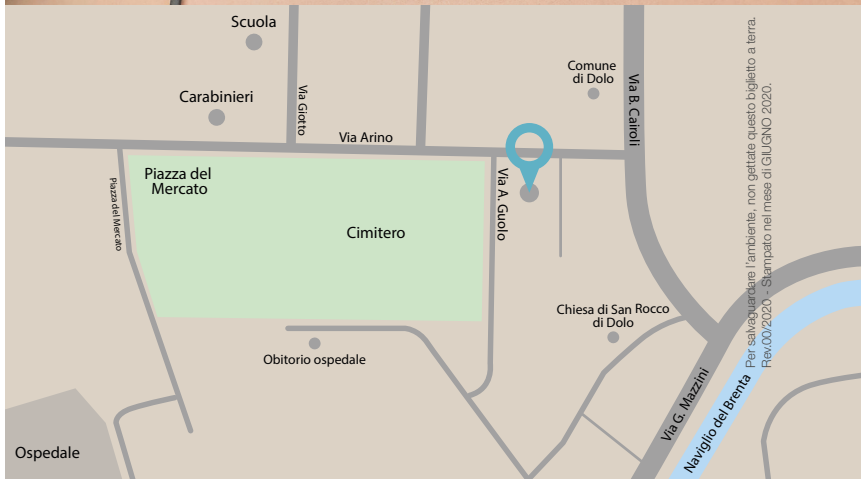 Scuola
Carabinieri
Via Giotto
Via Arino
Comune
di Dolo
Via B. Cairoli
Piazza del
Mercato
Piazza del Mercato
Cimitero
Via A. Guolo
Chiesa di San Rocco
di Dolo
Obitorio ospedale
Ospedale
Via G. Mazzini
Naviglio del Brenta
Per salvaguardare l'ambiente, non gettate questo biglietto a terra.
Rev.00/2020 - Stampato nel mese di GIUGNO 2020.